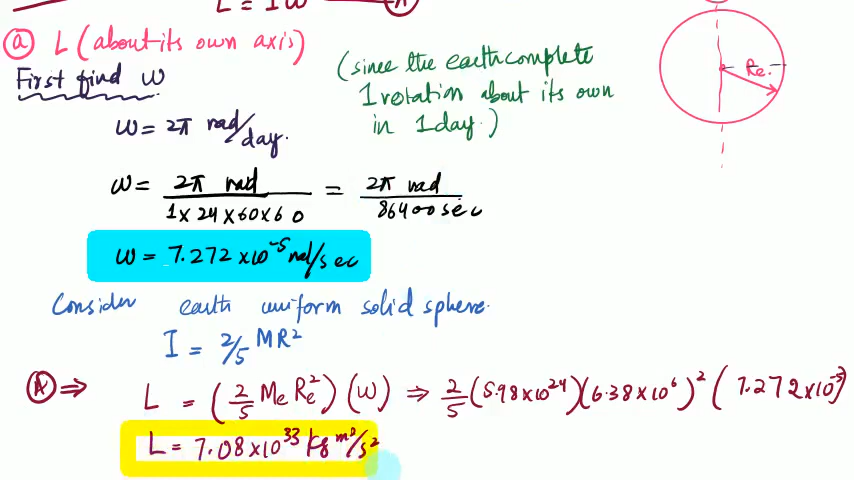 L = Iω A
ⓐ L (about its own axis)
First find ω
(since the earth complete
1 rotation about its own
in 1 day.)
Re.
ω = 2π rad/day.
ω = 2π rad / 1×24×60×60 = 2π rad / 86400 sec
ω = 7.272 × 10⁻⁵ rad/sec
Consider earth uniform solid sphere.
I = 2/5 MR²
Ⓐ ⇒ L = (2/5 Me Re²)(ω) ⇒ 2/5 (5.98×10²⁴)(6.38×10⁶)² (7.272×10⁻⁵)
L = 7.08×10³³ kg m²/s²